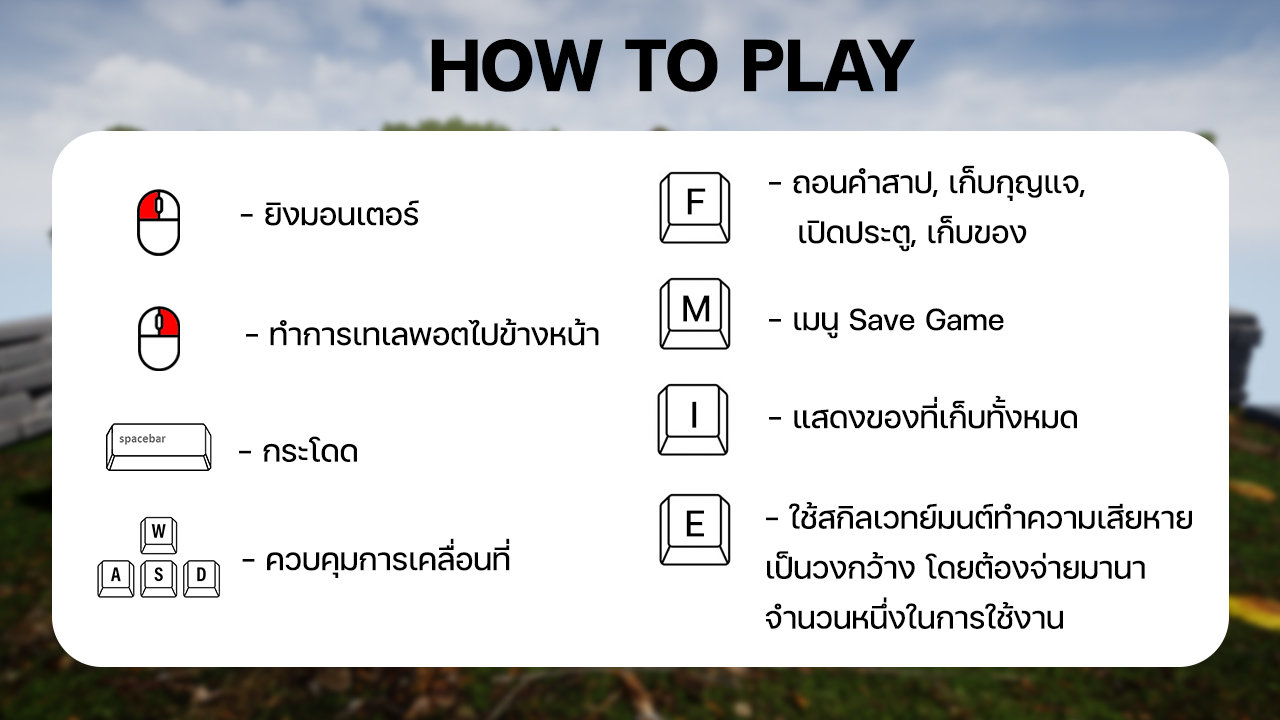 HOW TO PLAY
- ยิงมอนเตอร์
- ทำการเทเลพอตไปข้างหน้า
spacebar
- กระโดด
W
A S D
- ควบคุมการเคลื่อนที่
F
- ถอนคำสาป, เก็บกุญแจ,
เปิดประตู, เก็บของ
M
- เมนู Save Game
I
- แสดงของที่เก็บทั้งหมด
E
- ใช้สกิลเวทย์มนต์ทำความเสียหาย
เป็นวงกว้าง โดยต้องจ่ายมานา
จำนวนหนึ่งในการใช้งาน